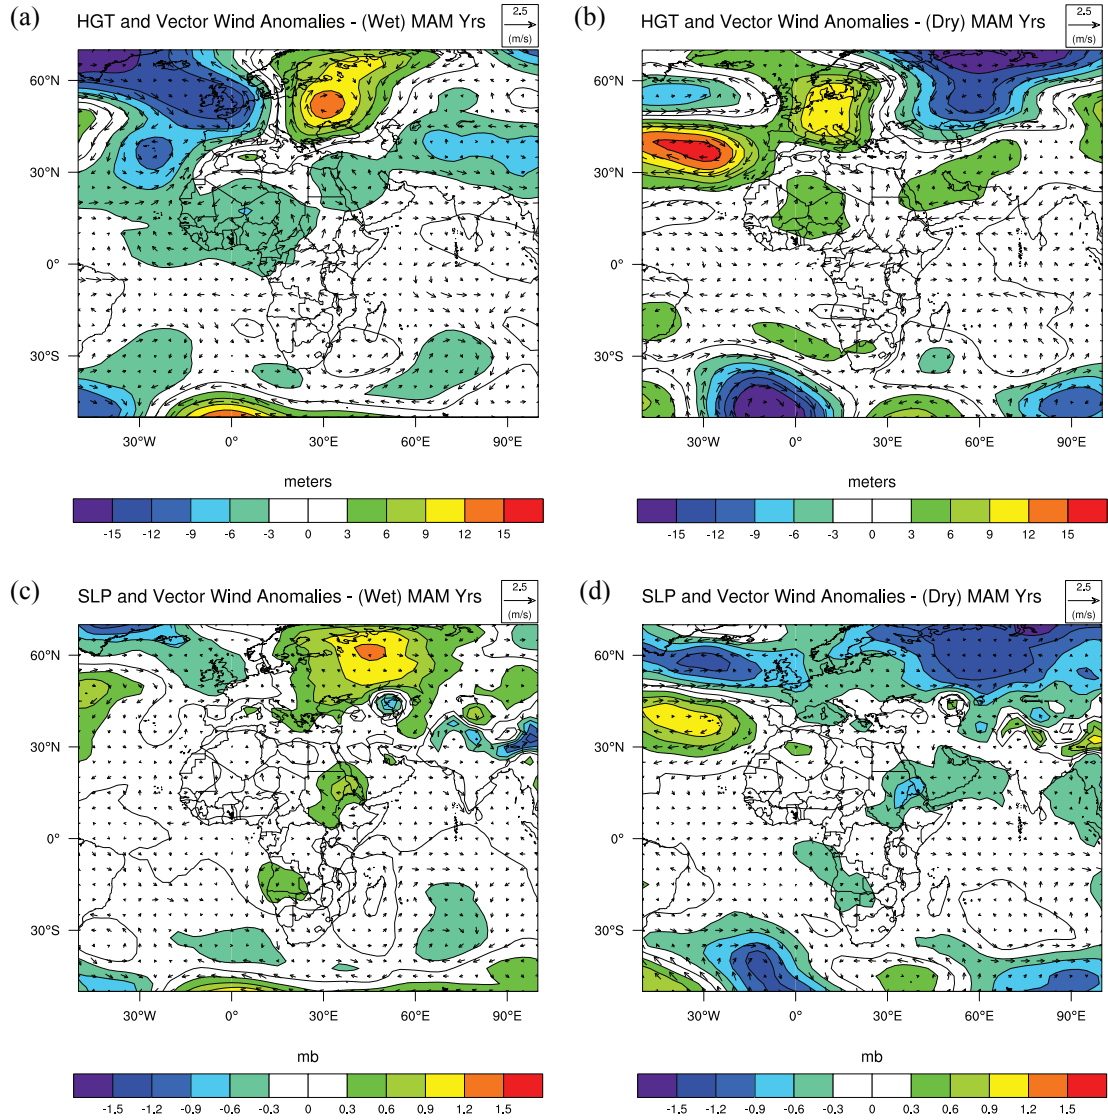 (a)
HGT and Vector Wind Anomalies - (Wet) MAM Yrs
2.5
(m/s)
60°N
30°N
0°
30°S
30°W 0° 30°E 60°E 90°E
meters
-15 -12 -9 -6 -3 0 3 6 9 12 15
(b)
HGT and Vector Wind Anomalies - (Dry) MAM Yrs
2.5
(m/s)
60°N
30°N
0°
30°S
30°W 0° 30°E 60°E 90°E
meters
-15 -12 -9 -6 -3 0 3 6 9 12 15
(c)
SLP and Vector Wind Anomalies - (Wet) MAM Yrs
2.5
(m/s)
60°N
30°N
0°
30°S
30°W 0° 30°E 60°E 90°E
mb
-1.5 -1.2 -0.9 -0.6 -0.3 0 0.3 0.6 0.9 1.2 1.5
(d)
SLP and Vector Wind Anomalies - (Dry) MAM Yrs
2.5
(m/s)
60°N
30°N
0°
30°S
30°W 0° 30°E 60°E 90°E
mb
-1.5 -1.2 -0.9 -0.6 -0.3 0 0.3 0.6 0.9 1.2 1.5